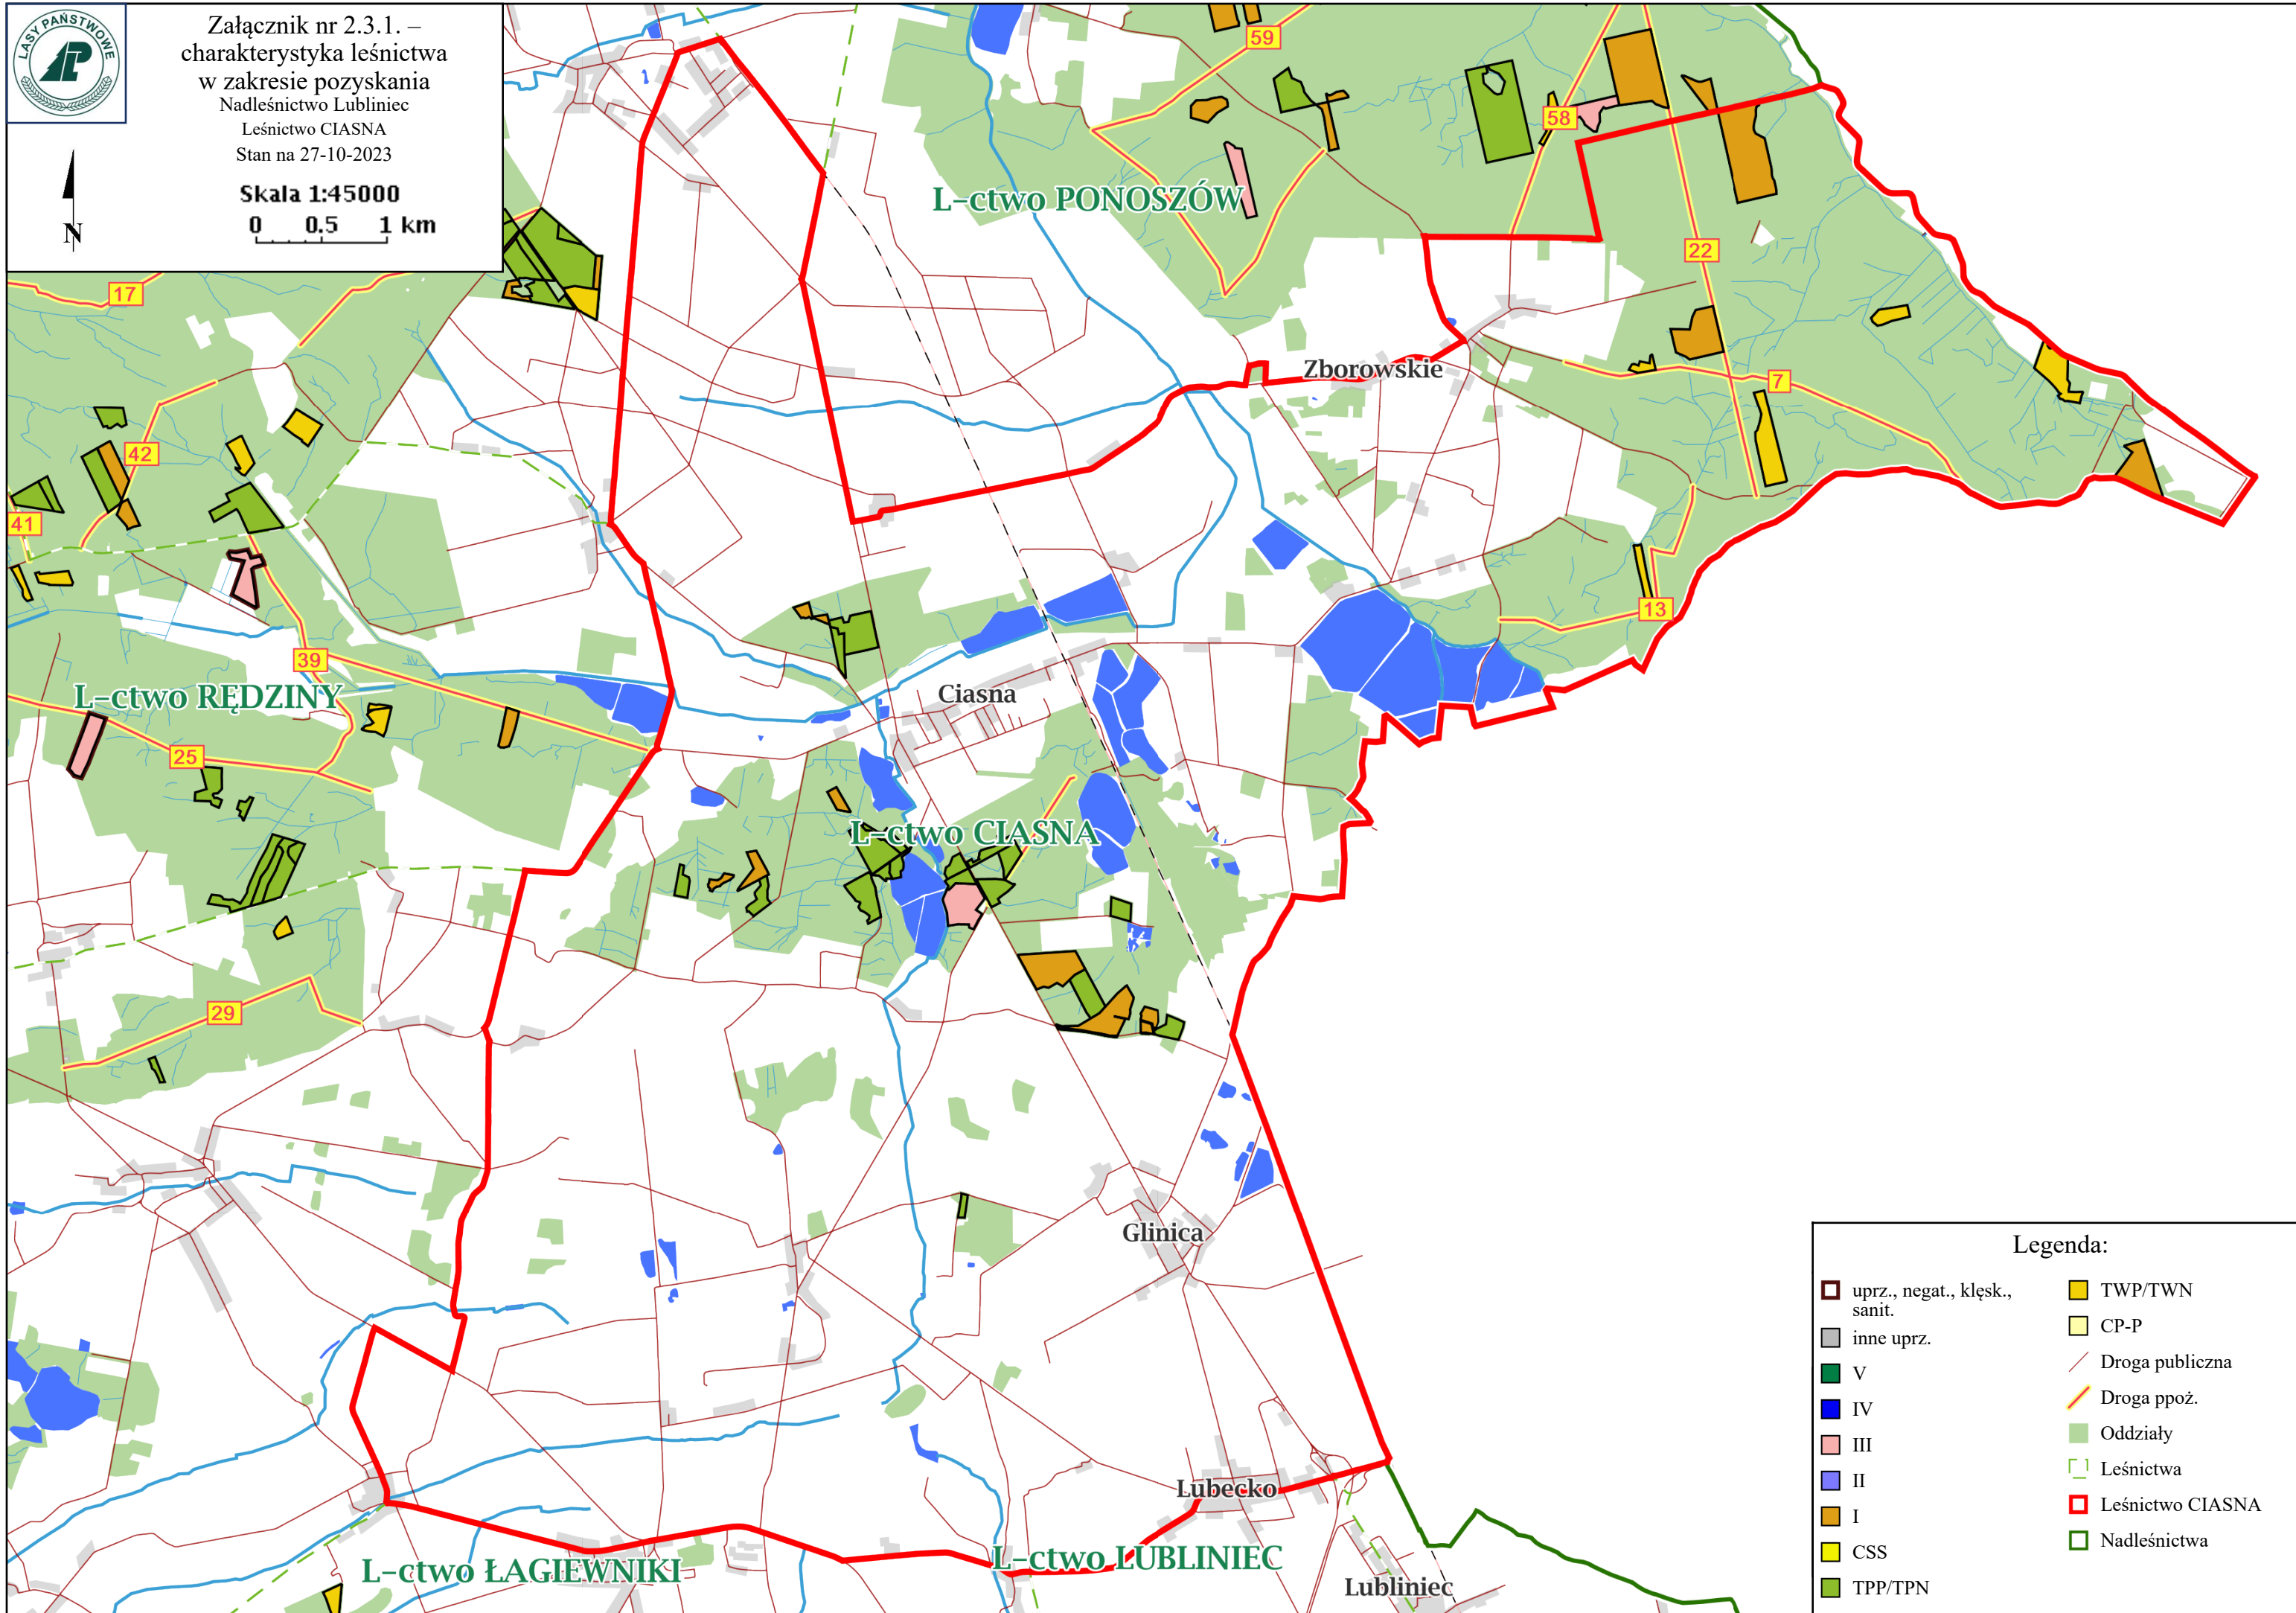 LASY PAŃSTWOWE
Załącznik nr 2.3.1. –
charakterystyka leśnictwa
w zakresie pozyskania
Nadleśnictwo Lubliniec
Leśnictwo CIASNA
Stan na 27-10-2023
Skala 1:45000
0 0.5 1 km
N
59
58
L-ctwo PONOSZÓW
22
17
Zborowskie
7
42
41
13
39
L-ctwo RĘDZINY
Ciasna
25
L-ctwo CIASNA
29
Glinica
Lubecko
L-ctwo ŁAGIEWNIKI
L-ctwo LUBLINIEC
Lubliniec
Legenda:
uprz., negat., klęsk.,
sanit.
inne uprz.
V
IV
III
II
I
CSS
TPP/TPN
TWP/TWN
CP-P
Droga publiczna
Droga ppoż.
Oddziały
Leśnictwa
Leśnictwo CIASNA
Nadleśnictwa